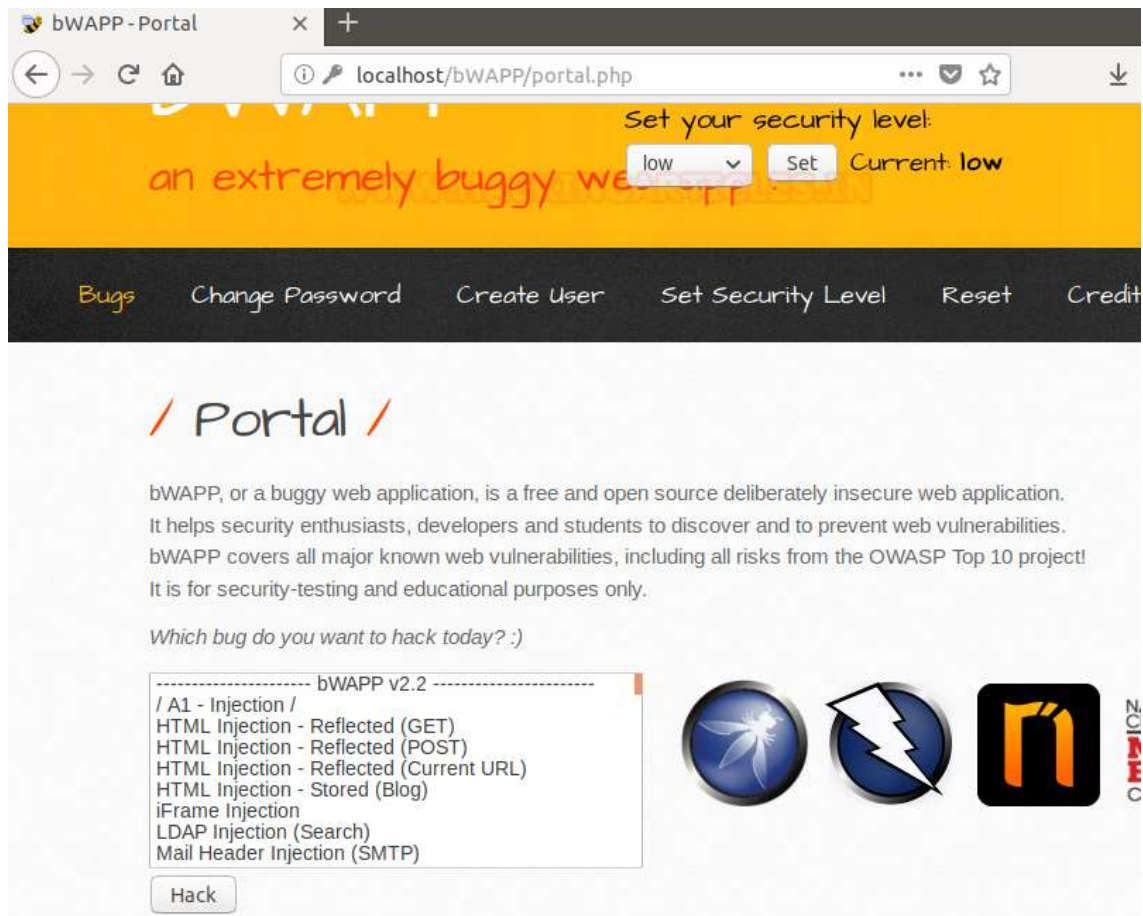 bWAPP - Portal
localhost/bWAPP/portal.php
Set your security level:
low
Set
Current: low
an extremely buggy web app !
Bugs
Change Password
Create User
Set Security Level
Reset
/ Portal /
bWAPP, or a buggy web application, is a free and open source deliberately insecure web application.
It helps security enthusiasts, developers and students to discover and to prevent web vulnerabilities.
bWAPP covers all major known web vulnerabilities, including all risks from the OWASP Top 10 project!
It is for security-testing and educational purposes only.
Which bug do you want to hack today? :)
---------------------- bWAPP v2.2 -----------------------
/ A1 - Injection /
HTML Injection - Reflected (GET)
HTML Injection - Reflected (POST)
HTML Injection - Reflected (Current URL)
HTML Injection - Stored (Blog)
iFrame Injection
LDAP Injection (Search)
Mail Header Injection (SMTP)
Hack